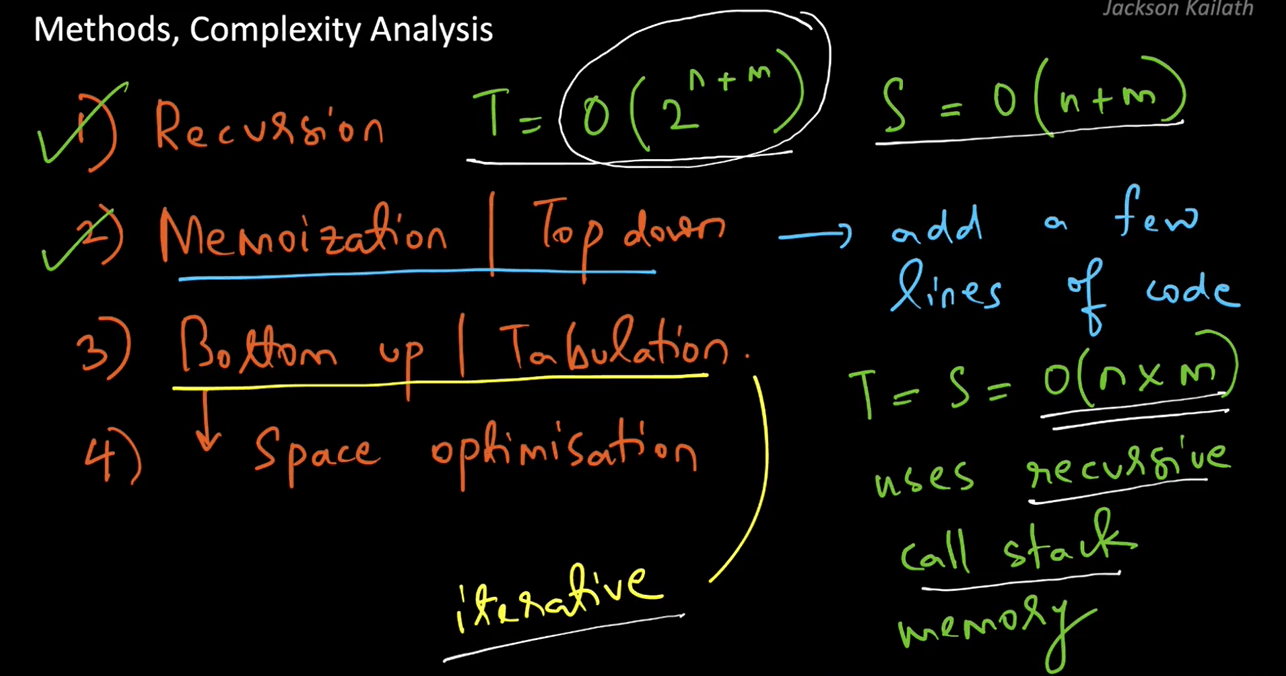 Jackson Kailath
Methods, Complexity Analysis
1) Recursion T = O(2^(n+m)) S = O(n+m)
2) Memoization | Top down → add a few
lines of code
3) Bottom up | Tabulation.
T = S = O(n×m)
4) ↓ Space optimisation
uses recursive
call stack
iterative
memory